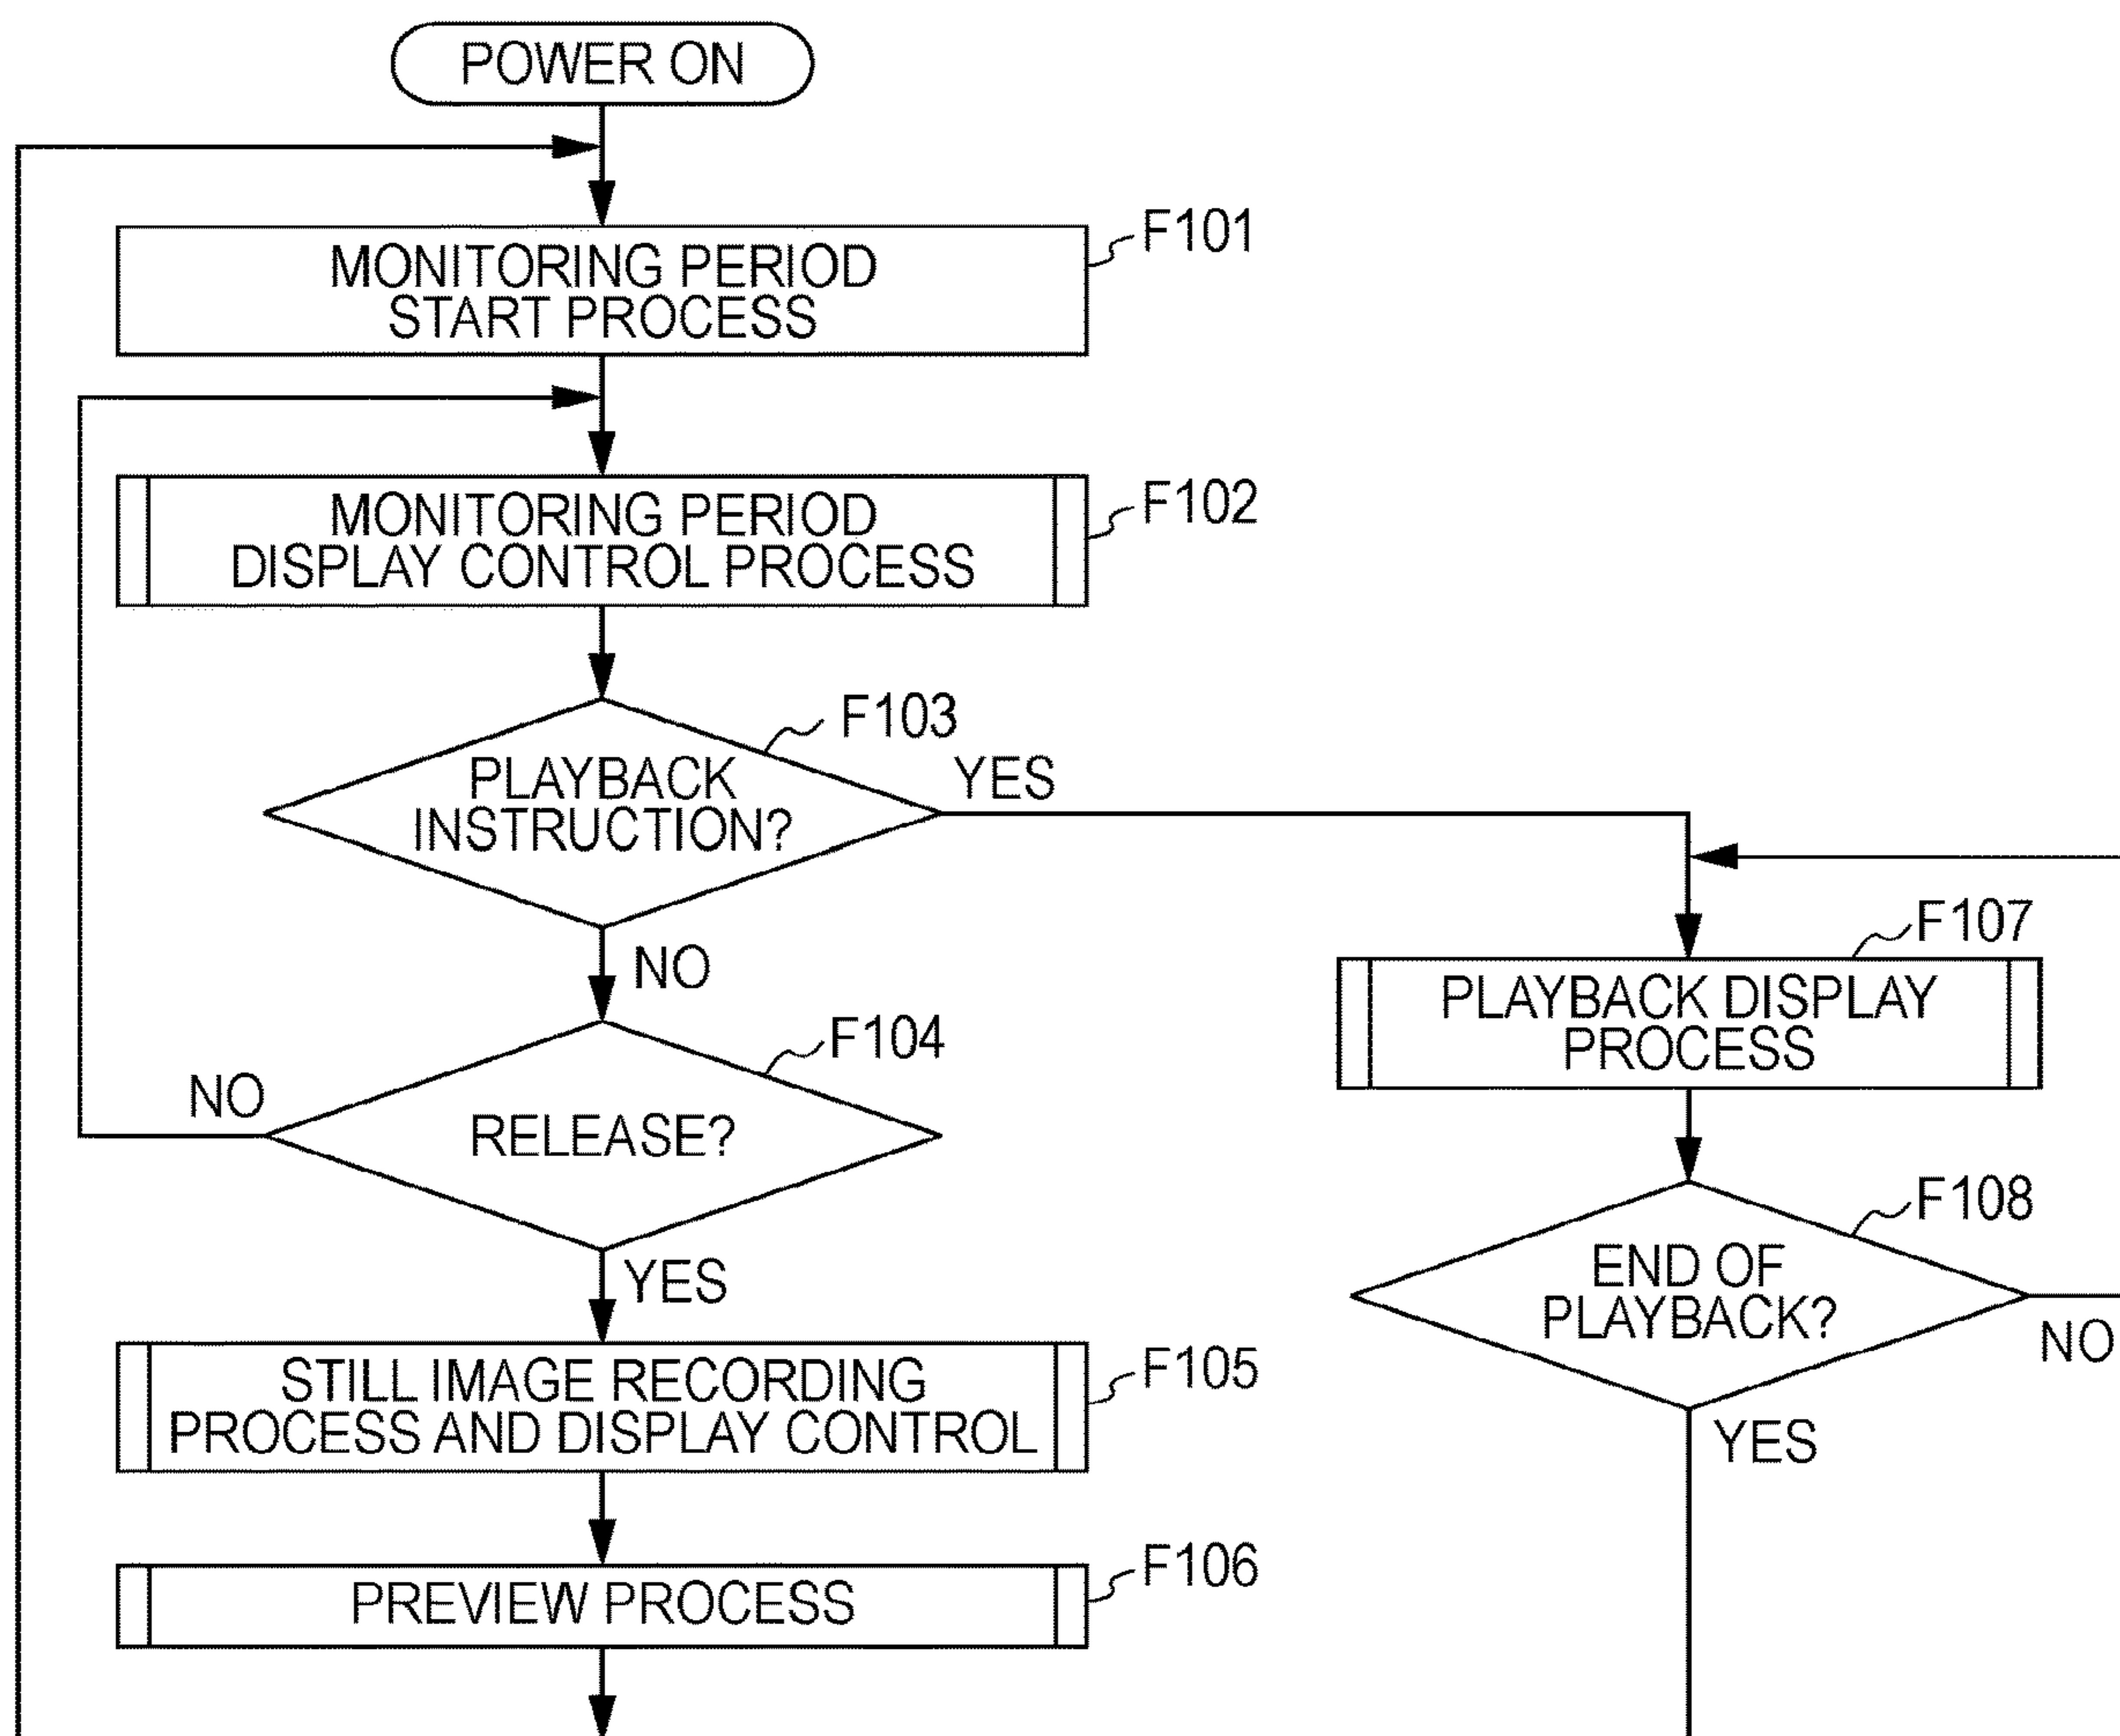 POWER ON
F101
MONITORING PERIOD
START PROCESS
F102
MONITORING PERIOD
DISPLAY CONTROL PROCESS
F103
PLAYBACK
INSTRUCTION?
YES
NO
F104
RELEASE?
NO
YES
F105
STILL IMAGE RECORDING
PROCESS AND DISPLAY CONTROL
F106
PREVIEW PROCESS
F107
PLAYBACK DISPLAY
PROCESS
F108
END OF
PLAYBACK?
NO
YES